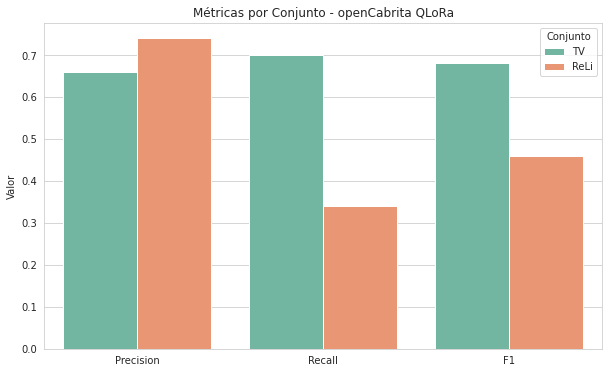 Métricas por Conjunto - openCabrita QLoRa
Conjunto
TV
ReLi
Valor
0.7
0.6
0.5
0.4
0.3
0.2
0.1
0.0
Precision
Recall
F1